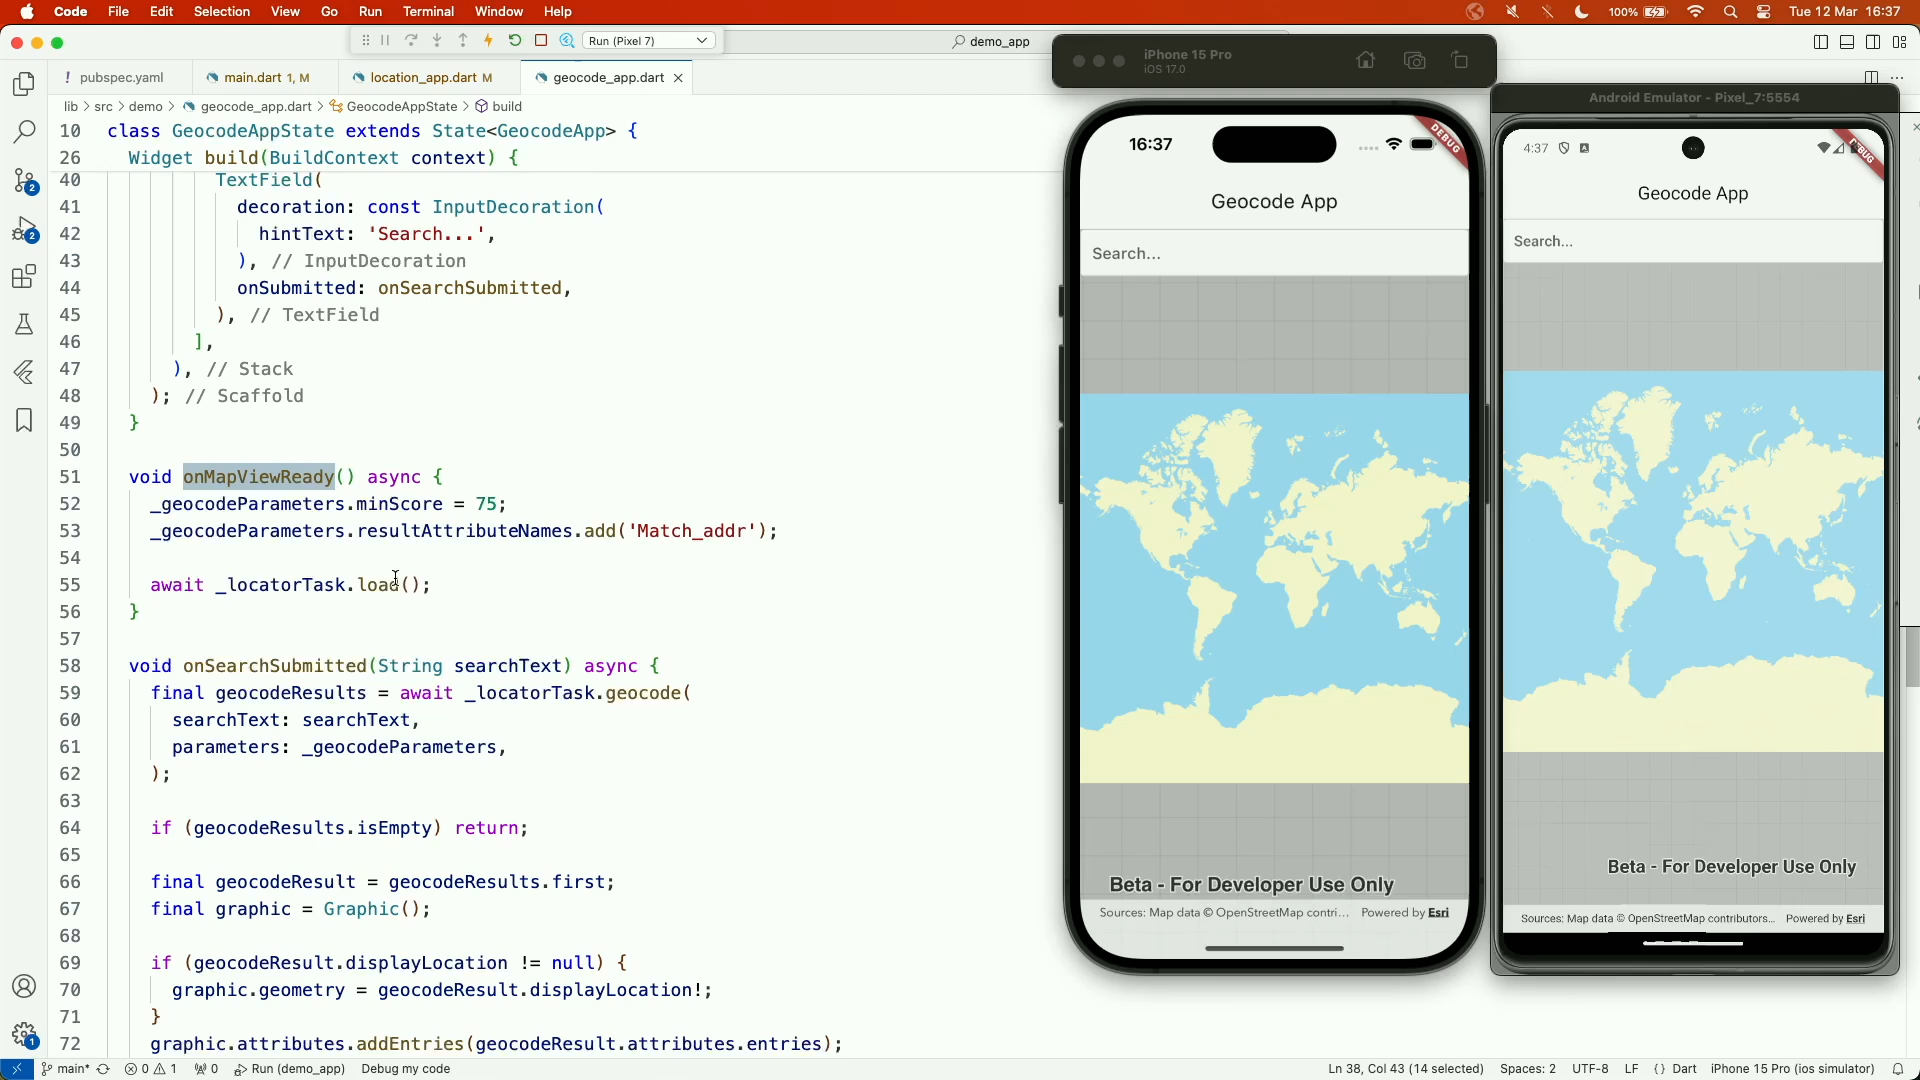 Code File Edit Selection View Go Run Terminal Window Help
100% Tue 12 Mar 16:37
Run (Pixel 7)
demo_app
! pubspec.yaml
main.dart 1, M
location_app.dart M
geocode_app.dart
lib > src > demo > geocode_app.dart > GeocodeAppState > build
10 class GeocodeAppState extends State<GeocodeApp> {
26 Widget build(BuildContext context) {
40 TextField(
41 decoration: const InputDecoration(
42 hintText: 'Search...',
43 ), // InputDecoration
44 onSubmitted: onSearchSubmitted,
45 ), // TextField
46 ],
47 ), // Stack
48 ); // Scaffold
49 }
50
51 void onMapViewReady() async {
52 _geocodeParameters.minScore = 75;
53 _geocodeParameters.resultAttributeNames.add('Match_addr');
54
55 await _locatorTask.load();
56 }
57
58 void onSearchSubmitted(String searchText) async {
59 final geocodeResults = await _locatorTask.geocode(
60 searchText: searchText,
61 parameters: _geocodeParameters,
62 );
63
64 if (geocodeResults.isEmpty) return;
65
66 final geocodeResult = geocodeResults.first;
67 final graphic = Graphic();
68
69 if (geocodeResult.displayLocation != null) {
70 graphic.geometry = geocodeResult.displayLocation!;
71 }
72 graphic.attributes.addEntries(geocodeResult.attributes.entries);
2
2
1
iPhone 15 Pro
iOS 17.0
16:37
DEBUG
Geocode App
Search...
Beta - For Developer Use Only
Sources: Map data © OpenStreetMap contri... Powered by Esri
Android Emulator - Pixel_7:5554
4:37
Geocode App
Search...
Beta - For Developer Use Only
Sources: Map data © OpenStreetMap contributors... Powered by Esri
main* 0 1 0 Run (demo_app) Debug my code
Ln 38, Col 43 (14 selected) Spaces: 2 UTF-8 LF {} Dart iPhone 15 Pro (ios simulator)